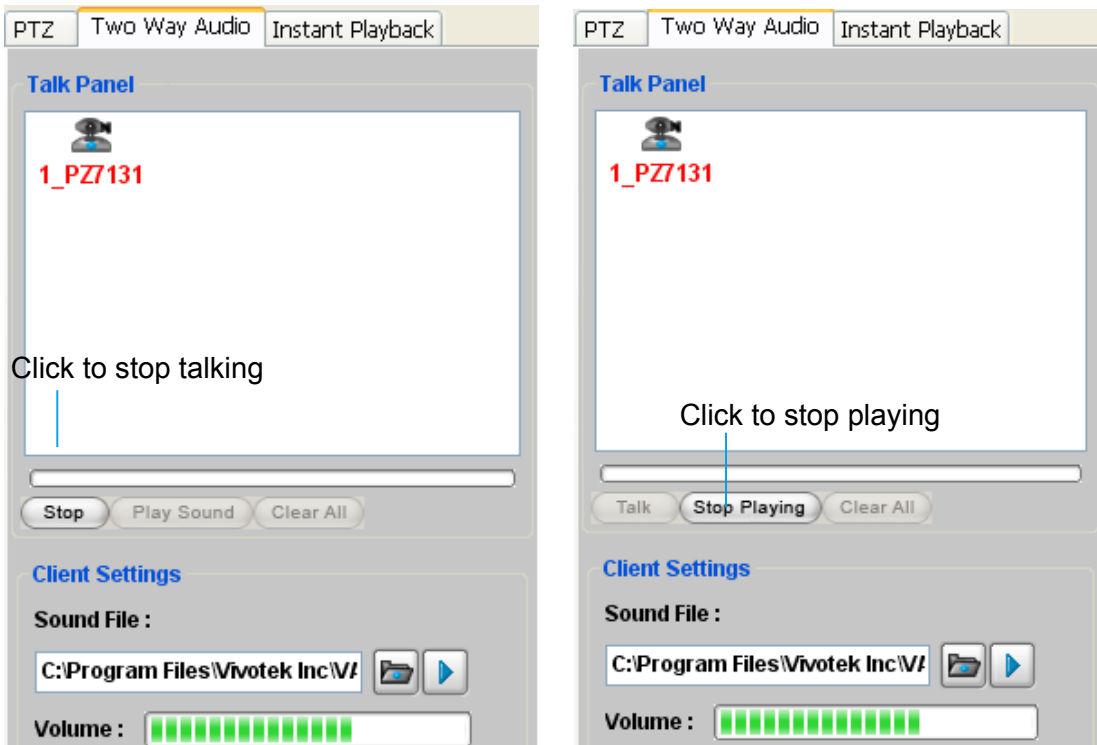 PTZ Two Way Audio Instant Playback
Talk Panel
1_PZ7131
Click to stop talking
Stop Play Sound Clear All
Client Settings
Sound File :
C:\Program Files\Vivotek Inc\VA
Volume :
PTZ Two Way Audio Instant Playback
Talk Panel
1_PZ7131
Click to stop playing
Talk Stop Playing Clear All
Client Settings
Sound File :
C:\Program Files\Vivotek Inc\VA
Volume :